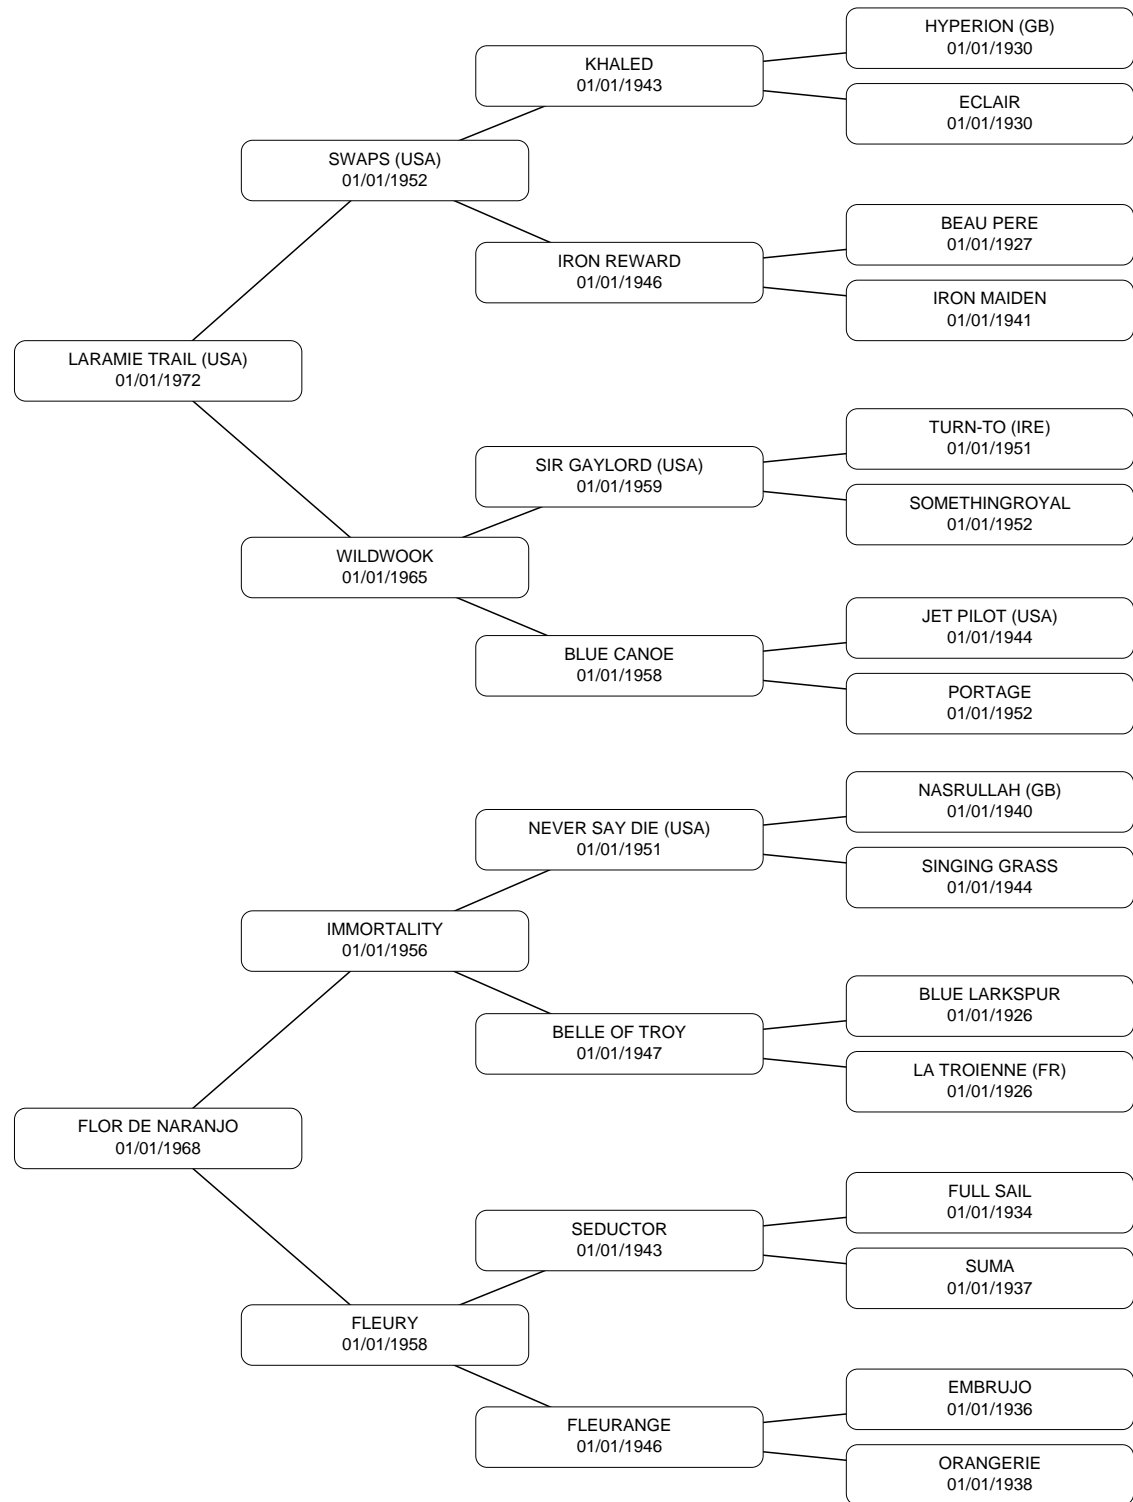 HYPERION (GB)
01/01/1930
KHALED
01/01/1943
ECLAIR
01/01/1930
SWAPS (USA)
01/01/1952
BEAU PERE
01/01/1927
IRON REWARD
01/01/1946
IRON MAIDEN
01/01/1941
LARAMIE TRAIL (USA)
01/01/1972
TURN-TO (IRE)
01/01/1951
SIR GAYLORD (USA)
01/01/1959
SOMETHINGROYAL
01/01/1952
WILDWOOK
01/01/1965
JET PILOT (USA)
01/01/1944
BLUE CANOE
01/01/1958
PORTAGE
01/01/1952
NASRULLAH (GB)
01/01/1940
NEVER SAY DIE (USA)
01/01/1951
SINGING GRASS
01/01/1944
IMMORTALITY
01/01/1956
BLUE LARKSPUR
01/01/1926
BELLE OF TROY
01/01/1947
LA TROIENNE (FR)
01/01/1926
FLOR DE NARANJO
01/01/1968
FULL SAIL
01/01/1934
SEDUCTOR
01/01/1943
SUMA
01/01/1937
FLEURY
01/01/1958
EMBRUJO
01/01/1936
FLEURANGE
01/01/1946
ORANGERIE
01/01/1938